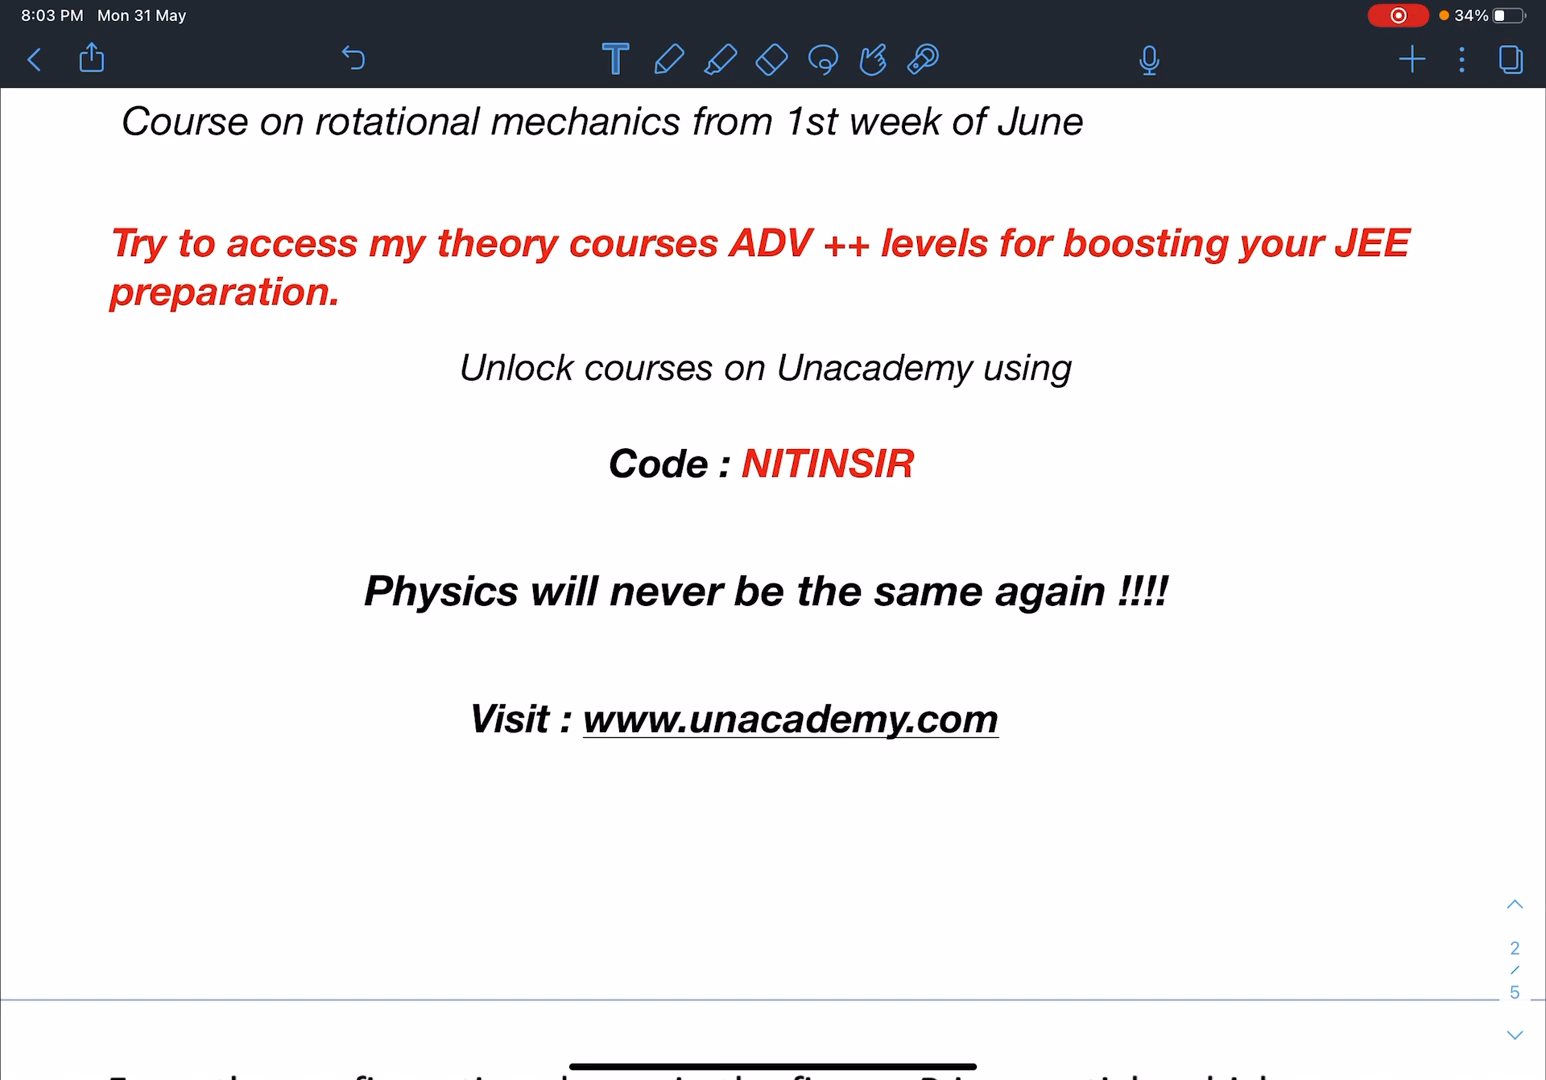 8:03 PM Mon 31 May
34%
Course on rotational mechanics from 1st week of June
Try to access my theory courses ADV ++ levels for boosting your JEE
preparation.
Unlock courses on Unacademy using
Code : NITINSIR
Physics will never be the same again !!!!
Visit : www.unacademy.com
2
/
5